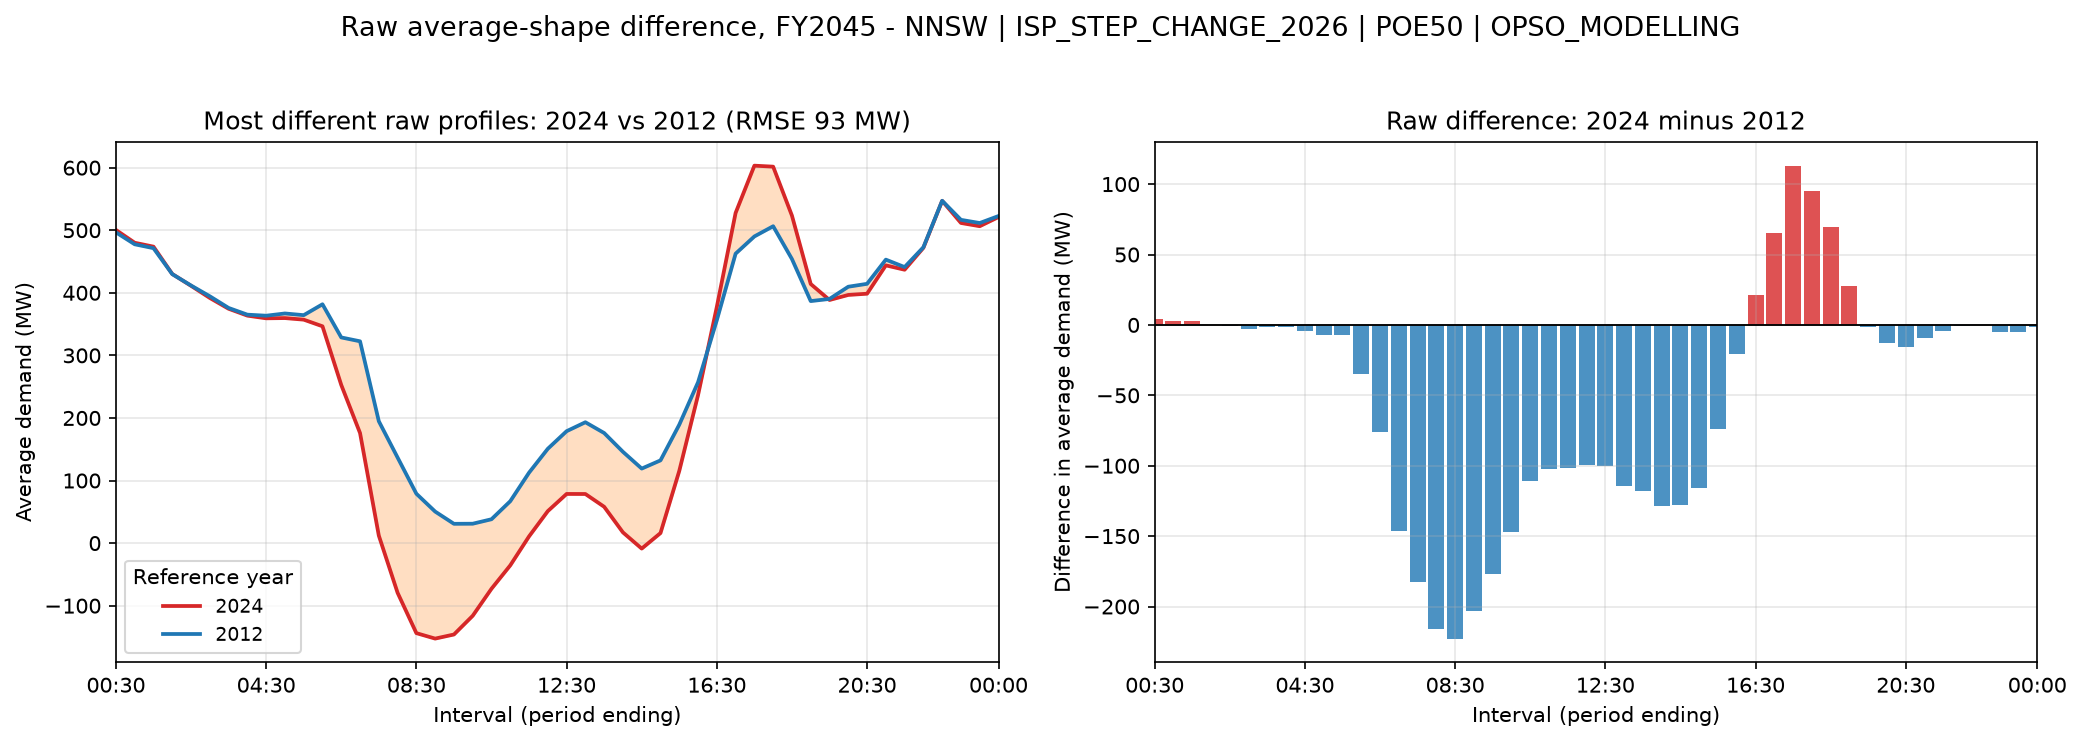 Raw average-shape difference, FY2045 - NNSW | ISP_STEP_CHANGE_2026 | POE50 | OPSO_MODELLING
Most different raw profiles: 2024 vs 2012 (RMSE 93 MW)
Average demand (MW)
600
500
400
300
200
100
0
−100
Reference year
2024
2012
00:30 04:30 08:30 12:30 16:30 20:30 00:00
Interval (period ending)
Raw difference: 2024 minus 2012
Difference in average demand (MW)
100
50
0
−50
−100
−150
−200
00:30 04:30 08:30 12:30 16:30 20:30 00:00
Interval (period ending)